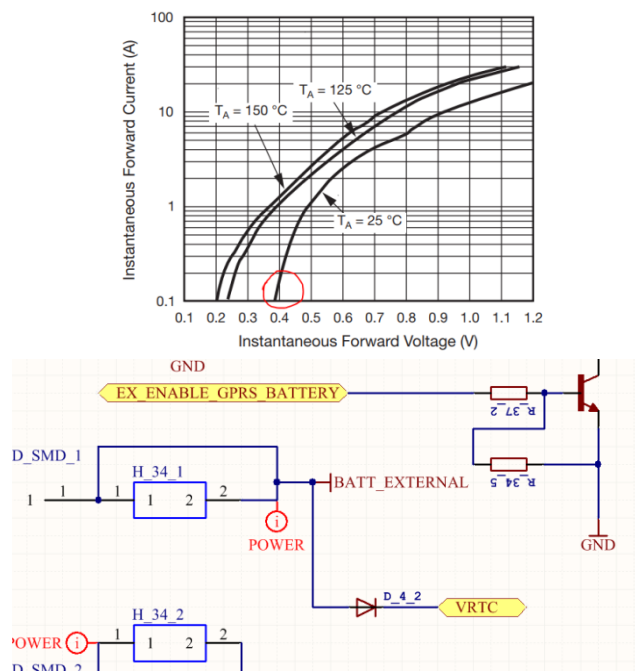 100
10
1
0.1
Instantaneous Forward Current (A)
TA = 150 °C
TA = 125 °C
TA = 25 °C
0.1 0.2 0.3 0.4 0.5 0.6 0.7 0.8 0.9 1.0 1.1 1.2
Instantaneous Forward Voltage (V)
GND
EX_ENABLE_GPRS_BATTERY
R_37_2
D_SMD_1
H_34_1
1 1 1 1 2 2
BATT_EXTERNAL
R_34_5
i
POWER
GND
D_4_2
VRTC
H_34_2
POWER i 1 1 2 2
D_SMD_2